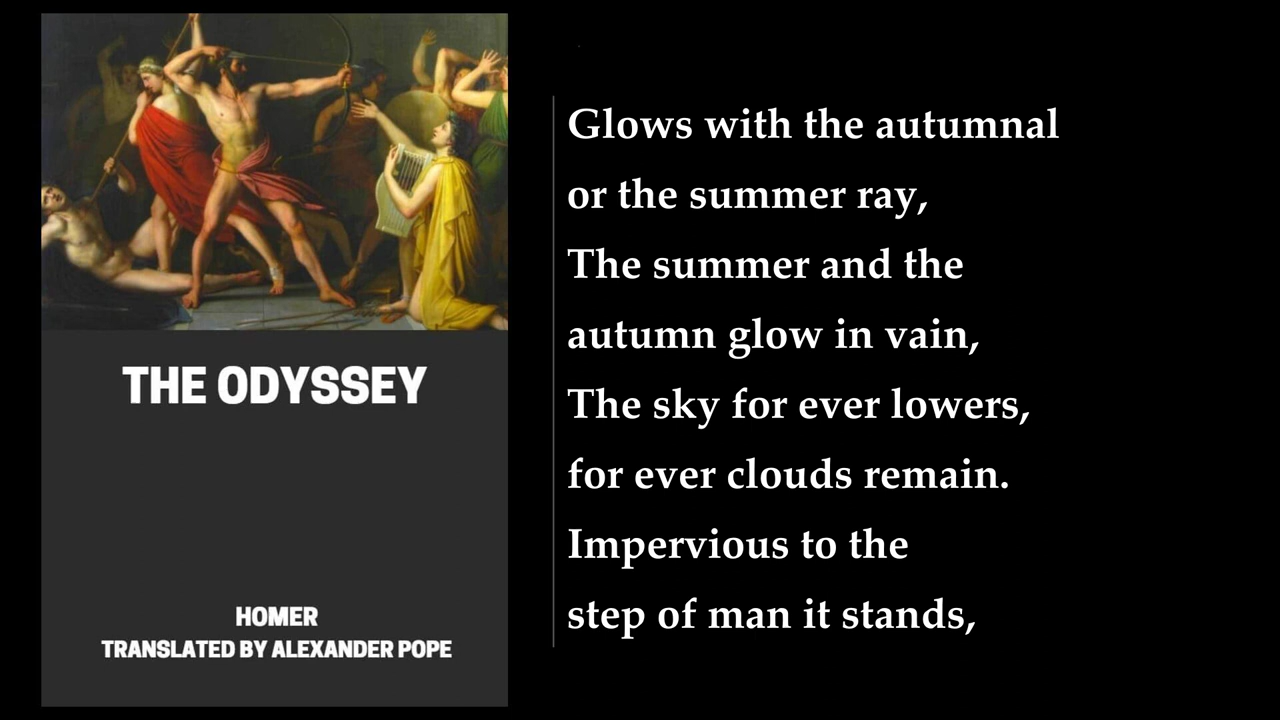 THE ODYSSEY
HOMER
TRANSLATED BY ALEXANDER POPE
Glows with the autumnal
or the summer ray,
The summer and the
autumn glow in vain,
The sky for ever lowers,
for ever clouds remain.
Impervious to the
step of man it stands,